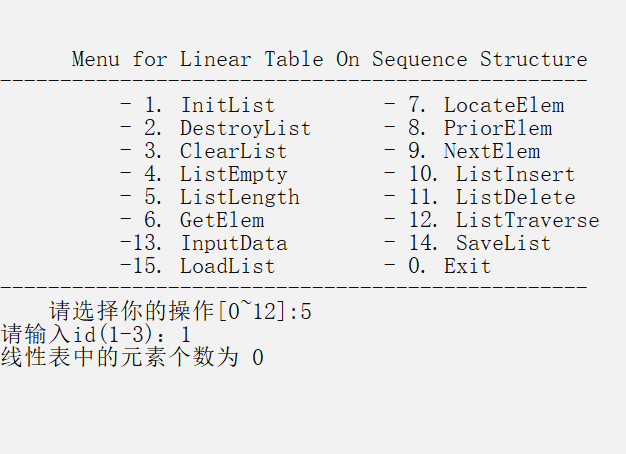 Menu for Linear Table On Sequence Structure
-------------------------------------------------
- 1. InitList - 7. LocateElem
- 2. DestroyList - 8. PriorElem
- 3. ClearList - 9. NextElem
- 4. ListEmpty - 10. ListInsert
- 5. ListLength - 11. ListDelete
- 6. GetElem - 12. ListTraverse
-13. InputData - 14. SaveList
-15. LoadList - 0. Exit
-------------------------------------------------
请选择你的操作[0~12]:5
请输入id(1-3): 1
线性表中的元素个数为 0